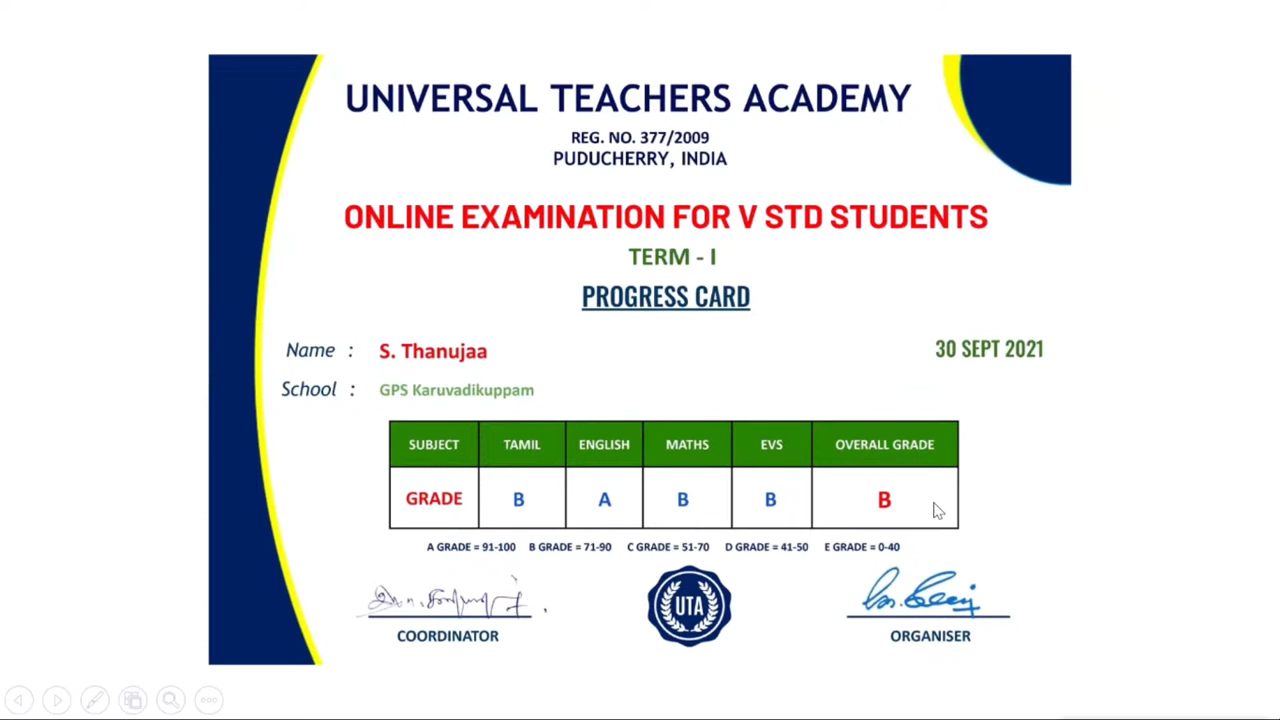 UNIVERSAL TEACHERS ACADEMY
REG. NO. 377/2009
PUDUCHERRY, INDIA
ONLINE EXAMINATION FOR V STD STUDENTS
TERM - I
PROGRESS CARD
Name : S. Thanujaa
30 SEPT 2021
School : GPS Karuvadikuppam
SUBJECT TAMIL ENGLISH MATHS EVS OVERALL GRADE
GRADE B A B B B
A GRADE = 91-100 B GRADE = 71-90 C GRADE = 51-70 D GRADE = 41-50 E GRADE = 0-40
UTA
COORDINATOR ORGANISER